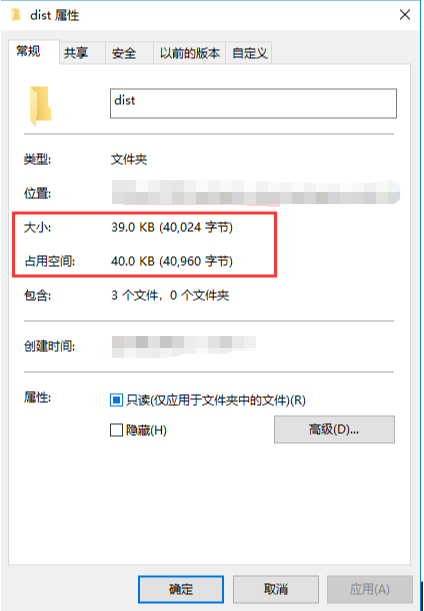 dist 属性
常规
共享
安全
以前的版本
自定义
dist
类型: 文件夹
位置:
大小: 39.0 KB (40,024 字节)
占用空间: 40.0 KB (40,960 字节)
包含: 3 个文件，0 个文件夹
创建时间:
属性: 只读(仅应用于文件夹中的文件)(R)
隐藏(H)
高级(D)...
确定
取消
应用(A)